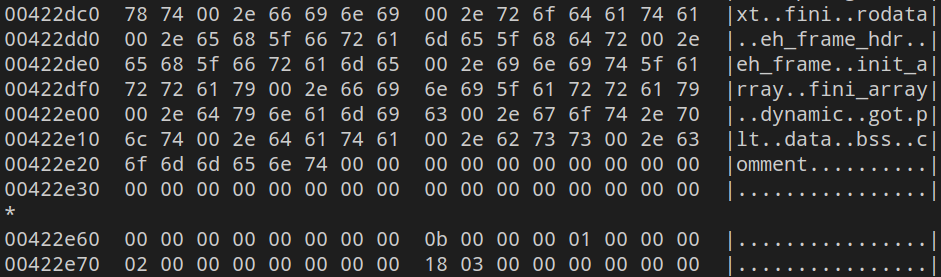 00422dc0 78 74 00 2e 66 69 6e 69 00 2e 72 6f 64 61 74 61 |xt..fini..rodata|
00422dd0 00 2e 65 68 5f 66 72 61 6d 65 5f 68 64 72 00 2e |..eh_frame_hdr..|
00422de0 65 68 5f 66 72 61 6d 65 00 2e 69 6e 69 74 5f 61 |eh_frame..init_a|
00422df0 72 72 61 79 00 2e 66 69 6e 69 5f 61 72 72 61 79 |rray..fini_array|
00422e00 00 2e 64 79 6e 61 6d 69 63 00 2e 67 6f 74 2e 70 |..dynamic..got.p|
00422e10 6c 74 00 2e 64 61 74 61 00 2e 62 73 73 00 2e 63 |lt..data..bss..c|
00422e20 6f 6d 6d 65 6e 74 00 00 00 00 00 00 00 00 00 00 |omment..........|
00422e30 00 00 00 00 00 00 00 00 00 00 00 00 00 00 00 00 |................|
*
00422e60 00 00 00 00 00 00 00 00 0b 00 00 00 01 00 00 00 |................|
00422e70 02 00 00 00 00 00 00 00 18 03 00 00 00 00 00 00 |................|